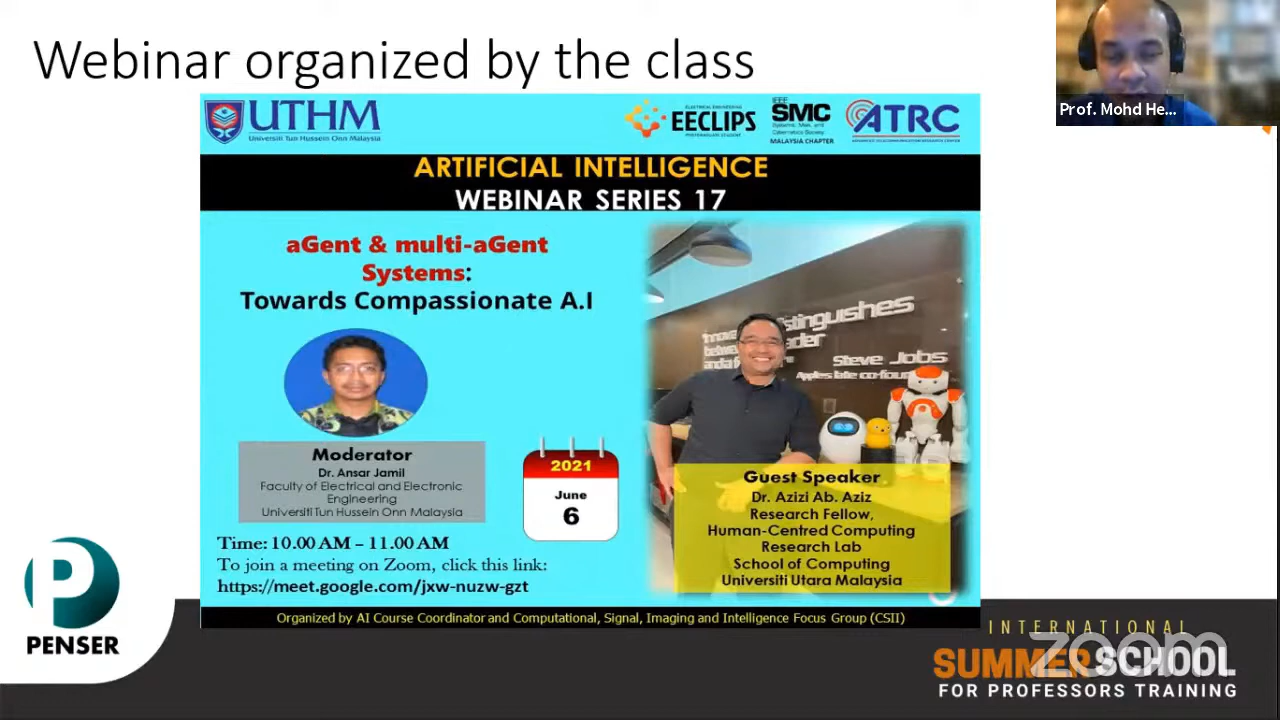 Webinar organized by the class
Prof. Mohd He...
UTHM
Universiti Tun Hussein Onn Malaysia
ELECTRICAL ENGINEERING
EECLIPS
POSTGRADUATE STUDENT
IEEE
SMC
Systems, Man, and
Cybernetics Society
MALAYSIA CHAPTER
ATRC
ADVANCED TELECOMMUNICATION RESEARCH CENTER
ARTIFICIAL INTELLIGENCE
WEBINAR SERIES 17
aGent & multi-aGent
Systems:
Towards Compassionate A.I
Moderator
Dr. Ansar Jamil
Faculty of Electrical and Electronic
Engineering
Universiti Tun Hussein Onn Malaysia
2021
June
6
Time: 10.00 AM – 11.00 AM
To join a meeting on Zoom, click this link:
https://meet.google.com/jxw-nuzw-gzt
Steve Jobs
Guest Speaker
Dr. Azizi Ab. Aziz
Research Fellow,
Human-Centred Computing
Research Lab
School of Computing
Universiti Utara Malaysia
Organized by AI Course Coordinator and Computational, Signal, Imaging and Intelligence Focus Group (CSII)
PENSER
INTERNATIONAL
SUMMER SCHOOL
FOR PROFESSORS TRAINING
zoom